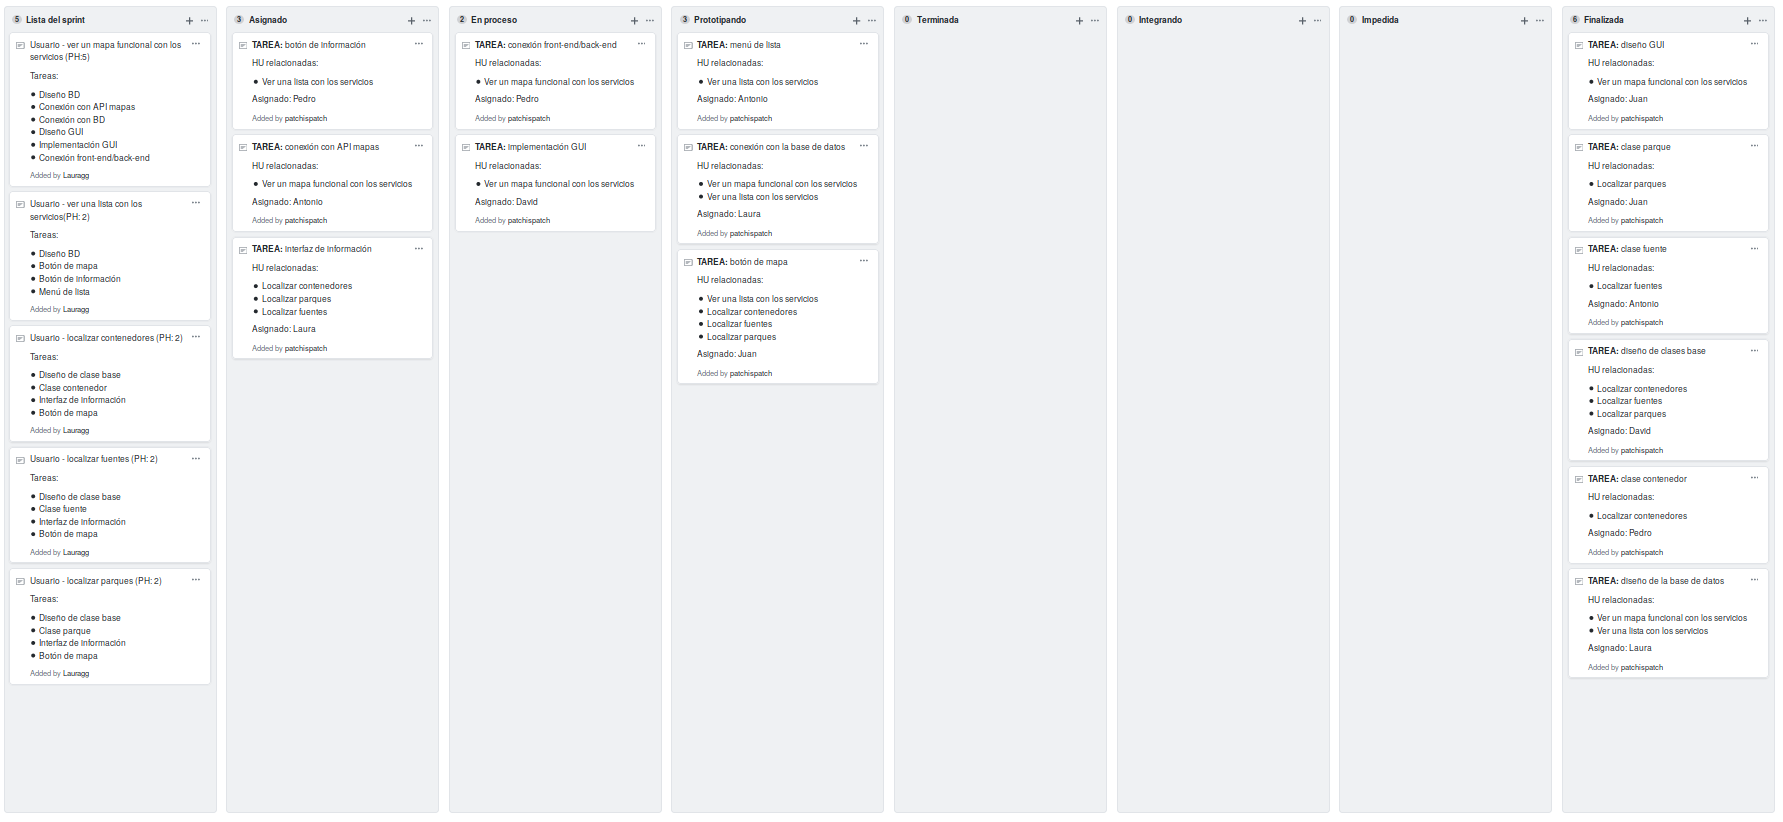 5 Lista del sprint
Usuario - ver un mapa funcional con los
servicios (PH:5)
Tareas:
Diseño BD
Conexión con API mapas
Conexión con BD
Diseño GUI
Implementación GUI
Conexión front-end/back-end
Added by Lauragg
Usuario - ver una lista con los
servicios(PH: 2)
Tareas:
Diseño BD
Botón de mapa
Botón de información
Menú de lista
Added by Lauragg
Usuario - localizar contenedores (PH: 2)
Tareas:
Diseño de clase base
Clase contenedor
Interfaz de información
Botón de mapa
Added by Lauragg
Usuario - localizar fuentes (PH: 2)
Tareas:
Diseño de clase base
Clase fuente
Interfaz de información
Botón de mapa
Added by Lauragg
Usuario - localizar parques (PH: 2)
Tareas:
Diseño de clase base
Clase parque
Interfaz de información
Botón de mapa
Added by Lauragg
3 Asignado
TAREA: botón de información
HU relacionadas:
Ver una lista con los servicios
Asignado: Pedro
Added by patchispatch
TAREA: conexión con API mapas
HU relacionadas:
Ver un mapa funcional con los servicios
Asignado: Antonio
Added by patchispatch
TAREA: interfaz de información
HU relacionadas:
Localizar contenedores
Localizar parques
Localizar fuentes
Asignado: Laura
Added by patchispatch
2 En proceso
TAREA: conexión front-end/back-end
HU relacionadas:
Ver un mapa funcional con los servicios
Asignado: Pedro
Added by patchispatch
TAREA: implementación GUI
HU relacionadas:
Ver un mapa funcional con los servicios
Asignado: David
Added by patchispatch
3 Prototipando
TAREA: menú de lista
HU relacionadas:
Ver una lista con los servicios
Asignado: Antonio
Added by patchispatch
TAREA: conexión con la base de datos
HU relacionadas:
Ver un mapa funcional con los servicios
Ver una lista con los servicios
Asignado: Laura
Added by patchispatch
TAREA: botón de mapa
HU relacionadas:
Ver una lista con los servicios
Localizar contenedores
Localizar fuentes
Localizar parques
Asignado: Juan
Added by patchispatch
0 Terminada
0 Integrando
0 Impedida
6 Finalizada
TAREA: diseño GUI
HU relacionadas:
Ver un mapa funcional con los servicios
Asignado: Juan
Added by patchispatch
TAREA: clase parque
HU relacionadas:
Localizar parques
Asignado: Juan
Added by patchispatch
TAREA: clase fuente
HU relacionadas:
Localizar fuentes
Asignado: Antonio
Added by patchispatch
TAREA: diseño de clases base
HU relacionadas:
Localizar contenedores
Localizar fuentes
Localizar parques
Asignado: David
Added by patchispatch
TAREA: clase contenedor
HU relacionadas:
Localizar contenedores
Asignado: Pedro
Added by patchispatch
TAREA: diseño de la base de datos
HU relacionadas:
Ver un mapa funcional con los servicios
Ver una lista con los servicios
Asignado: Laura
Added by patchispatch